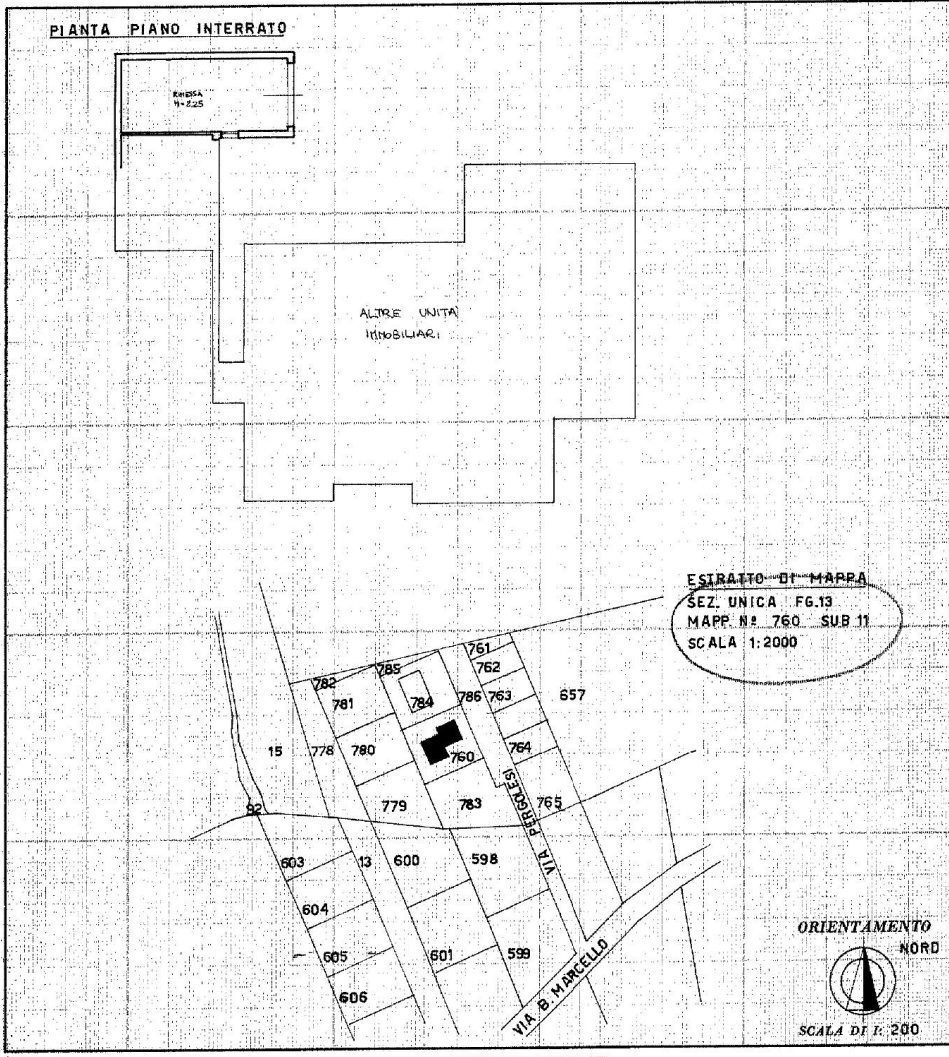 PIANTA PIANO INTERRATO
RIMESSA
H=2.25
ALTRE UNITA'
IMMOBILIARI
ESTRATTO DI MAPPA
SEZ. UNICA FG.13
MAPP. Nº 760 SUB 11
SCALA 1:2000
761
785
762
782
781
784
786
763
657
15
778
780
760
764
779
783
765
92
VIA PERGOLESI
603
13
600
598
604
605
601
599
606
VIA B. MARCELLO
ORIENTAMENTO
NORD
SCALA DI 1: 200